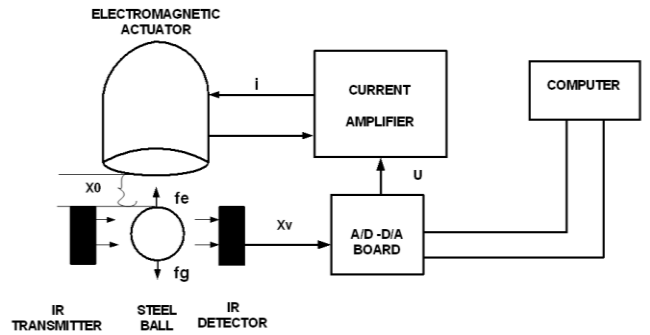 ELECTROMAGNETIC
ACTUATOR
i
CURRENT
AMPLIFIER
COMPUTER
X0
fe
U
Xv
A/D -D/A
BOARD
fg
IR
TRANSMITTER
STEEL
BALL
IR
DETECTOR